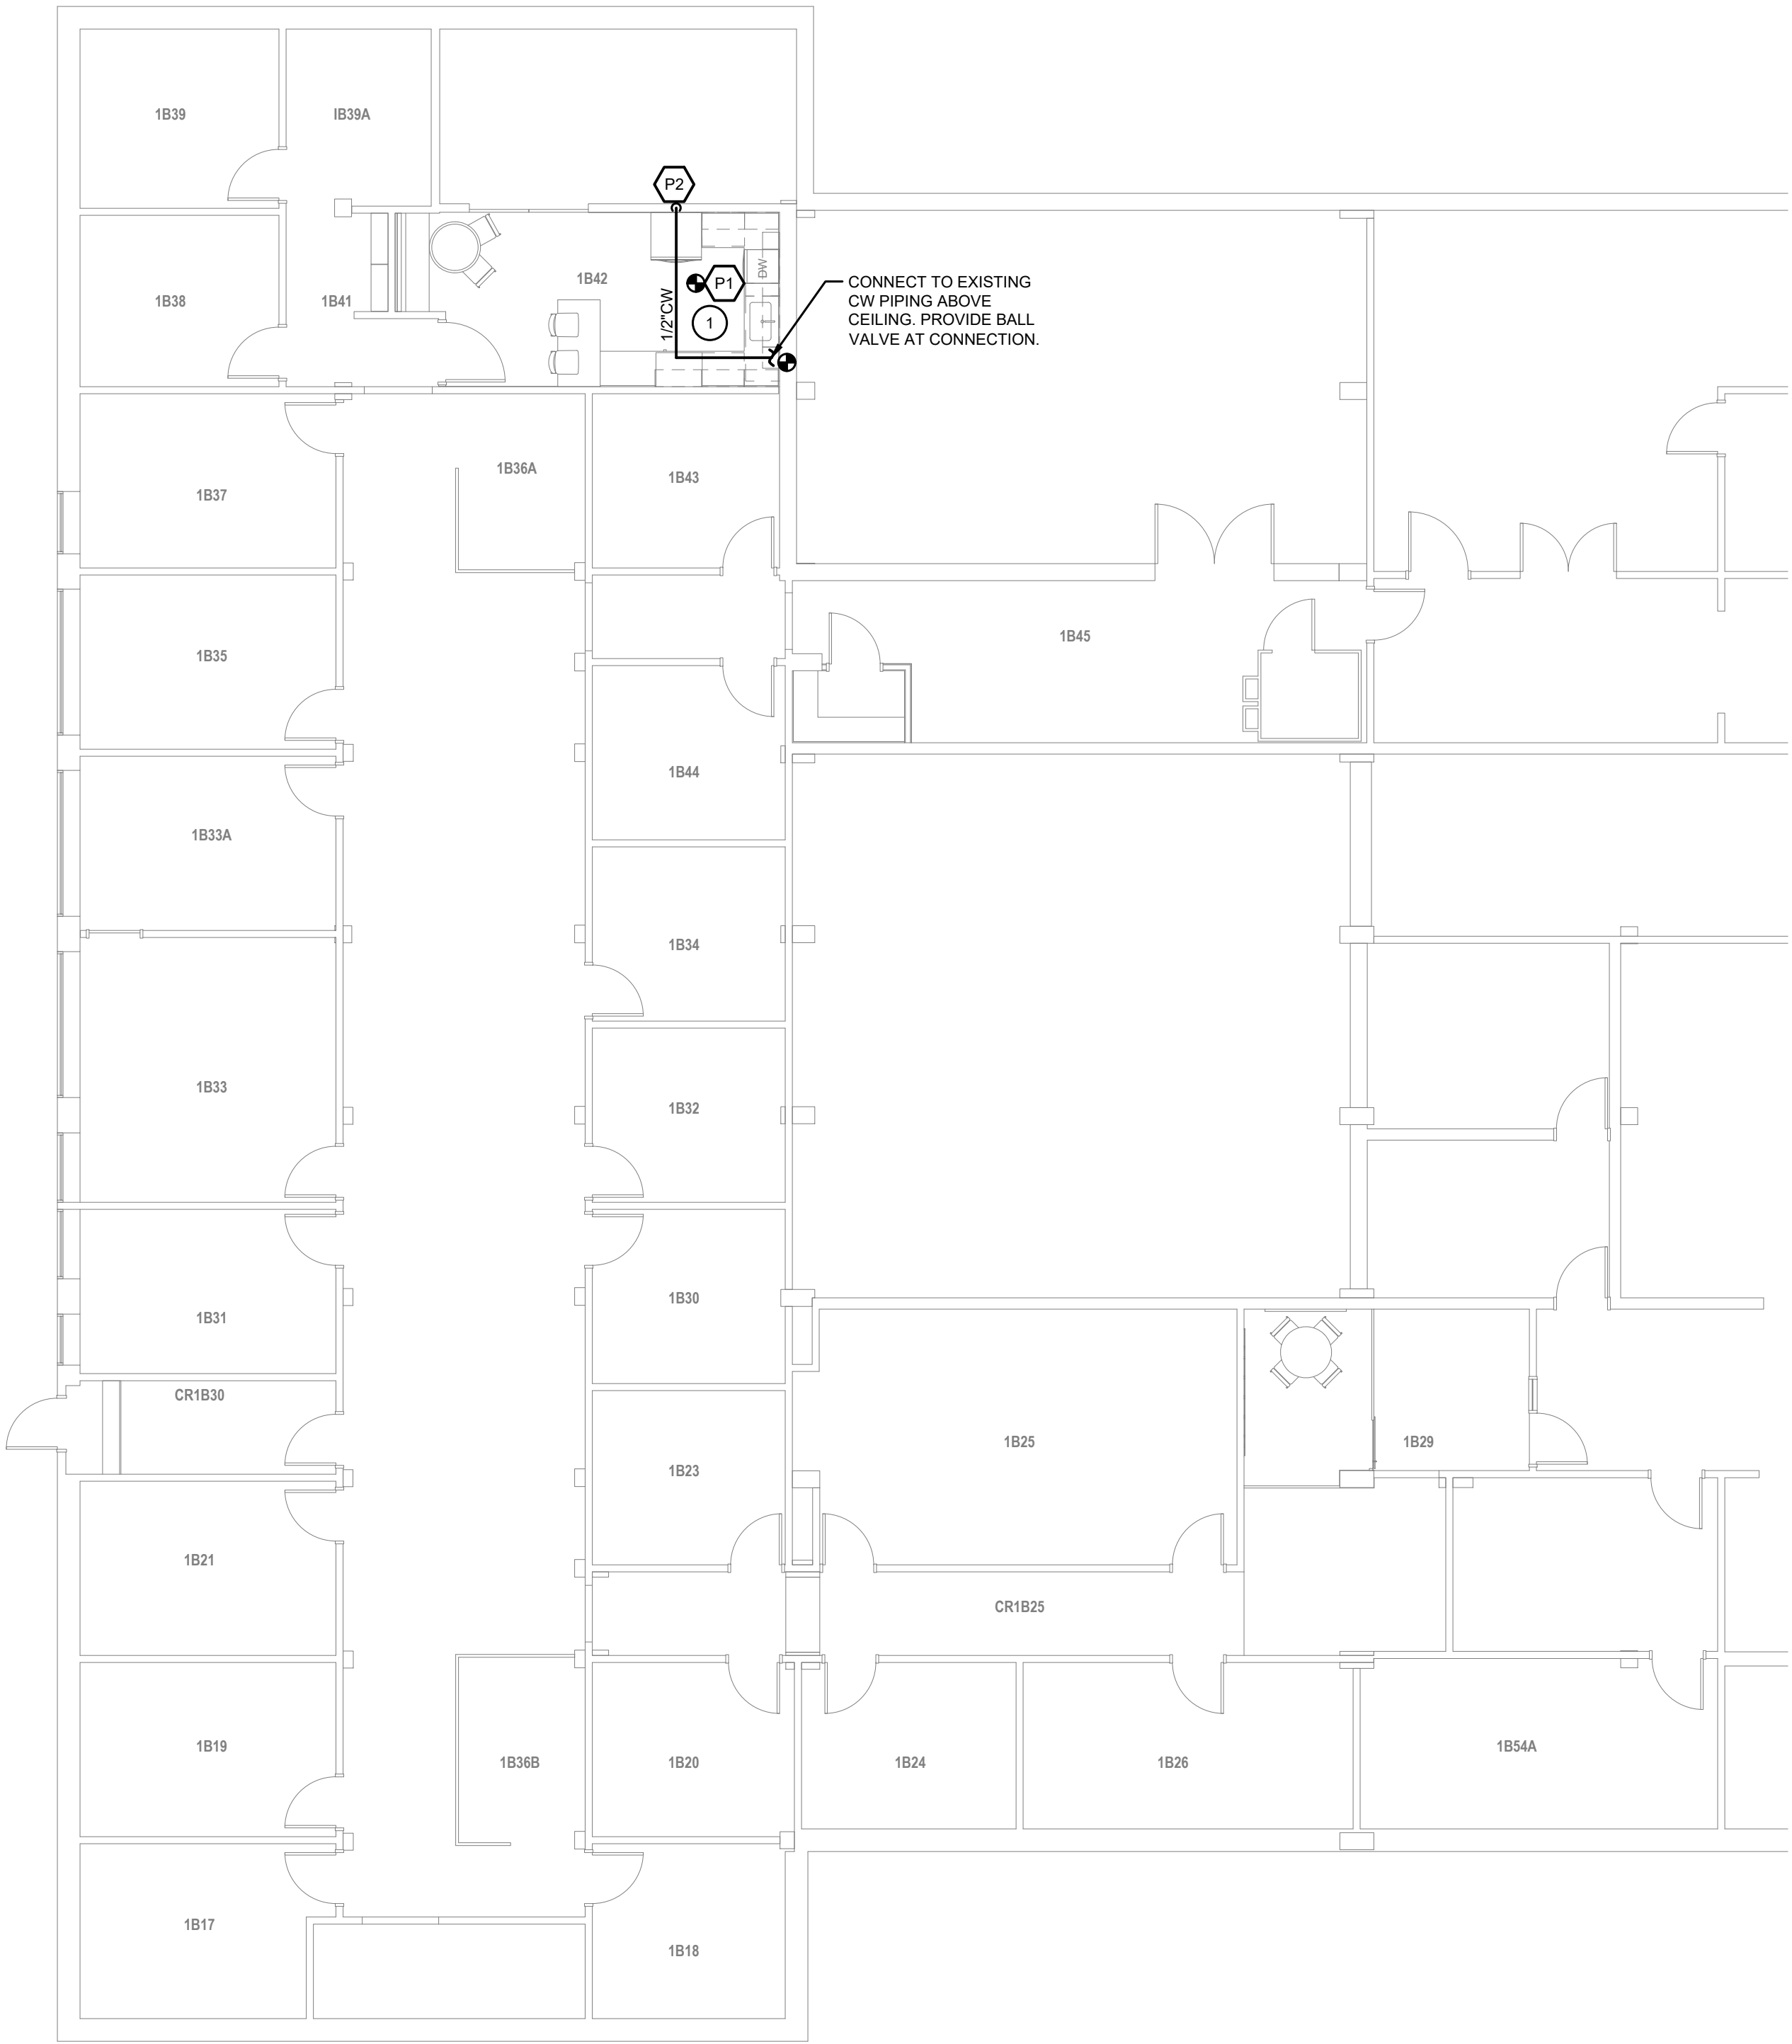 1B39
IB39A
P2
1B38
1B41
1B42
P1
DW
1/2"CW
1
CONNECT TO EXISTING
CW PIPING ABOVE
CEILING. PROVIDE BALL
VALVE AT CONNECTION.
1B37
1B36A
1B43
1B35
1B45
1B44
1B33A
1B34
1B33
1B32
1B31
1B30
CR1B30
1B25
1B29
1B23
1B21
CR1B25
1B19
1B36B
1B20
1B24
1B26
1B54A
1B17
1B18